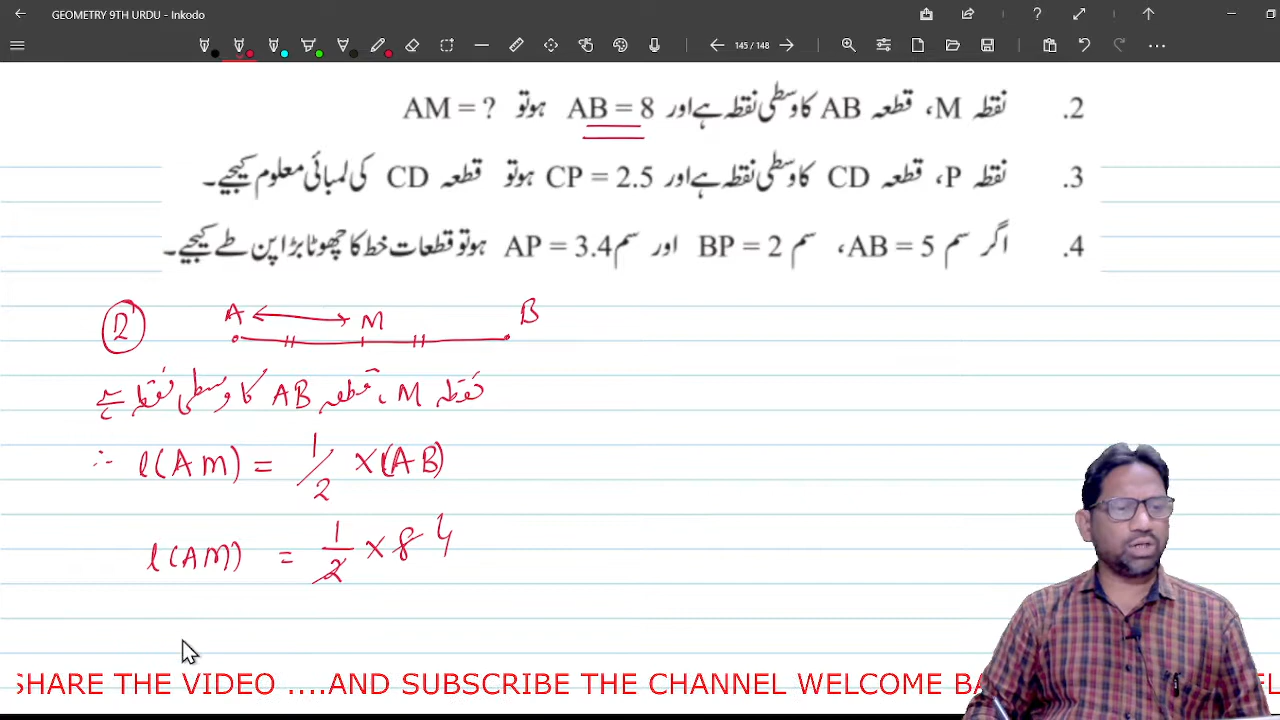 GEOMETRY 9TH URDU - Inkodo
145 / 148
2. نقطہ M، قطعہ AB کا وسطی نقطہ ہے اور AB = 8 ہو تو AM = ?
3. نقطہ P، قطعہ CD کا وسطی نقطہ ہے اور CP = 2.5 ہو تو قطعہ CD کی لمبائی معلوم کیجیے۔
4. اگر سم AB = 5، سم BP = 2 اور سم AP = 3.4 ہو تو قطعات خط کا چھوٹا بڑا پن طے کیجیے۔
2 A M B
نقطہ M، قطعہ AB کا وسطی نقطہ ہے
∴ l(AM) = 1/2 × l(AB)
l(AM) = 1/2 × 8 4
SHARE THE VIDEO ....AND SUBSCRIBE THE CHANNEL WELCOME